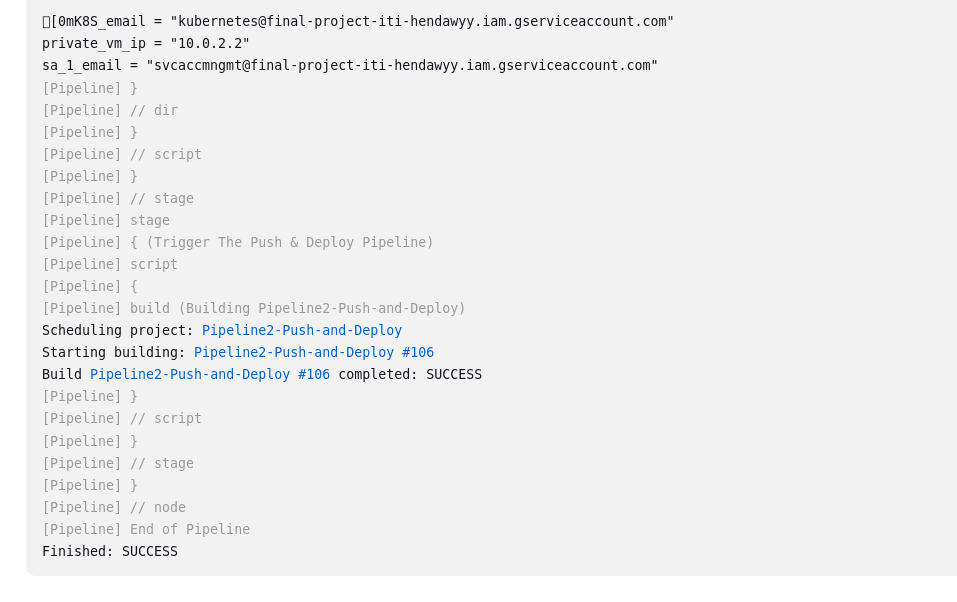 [0mK8S_email = "kubernetes@final-project-iti-hendawyy.iam.gserviceaccount.com"
private_vm_ip = "10.0.2.2"
sa_1_email = "svcaccmngmt@final-project-iti-hendawyy.iam.gserviceaccount.com"
[Pipeline] }
[Pipeline] // dir
[Pipeline] }
[Pipeline] // script
[Pipeline] }
[Pipeline] // stage
[Pipeline] stage
[Pipeline] { (Trigger The Push & Deploy Pipeline)
[Pipeline] script
[Pipeline] {
[Pipeline] build (Building Pipeline2-Push-and-Deploy)
Scheduling project: Pipeline2-Push-and-Deploy
Starting building: Pipeline2-Push-and-Deploy #106
Build Pipeline2-Push-and-Deploy #106 completed: SUCCESS
[Pipeline] }
[Pipeline] // script
[Pipeline] }
[Pipeline] // stage
[Pipeline] }
[Pipeline] // node
[Pipeline] End of Pipeline
Finished: SUCCESS